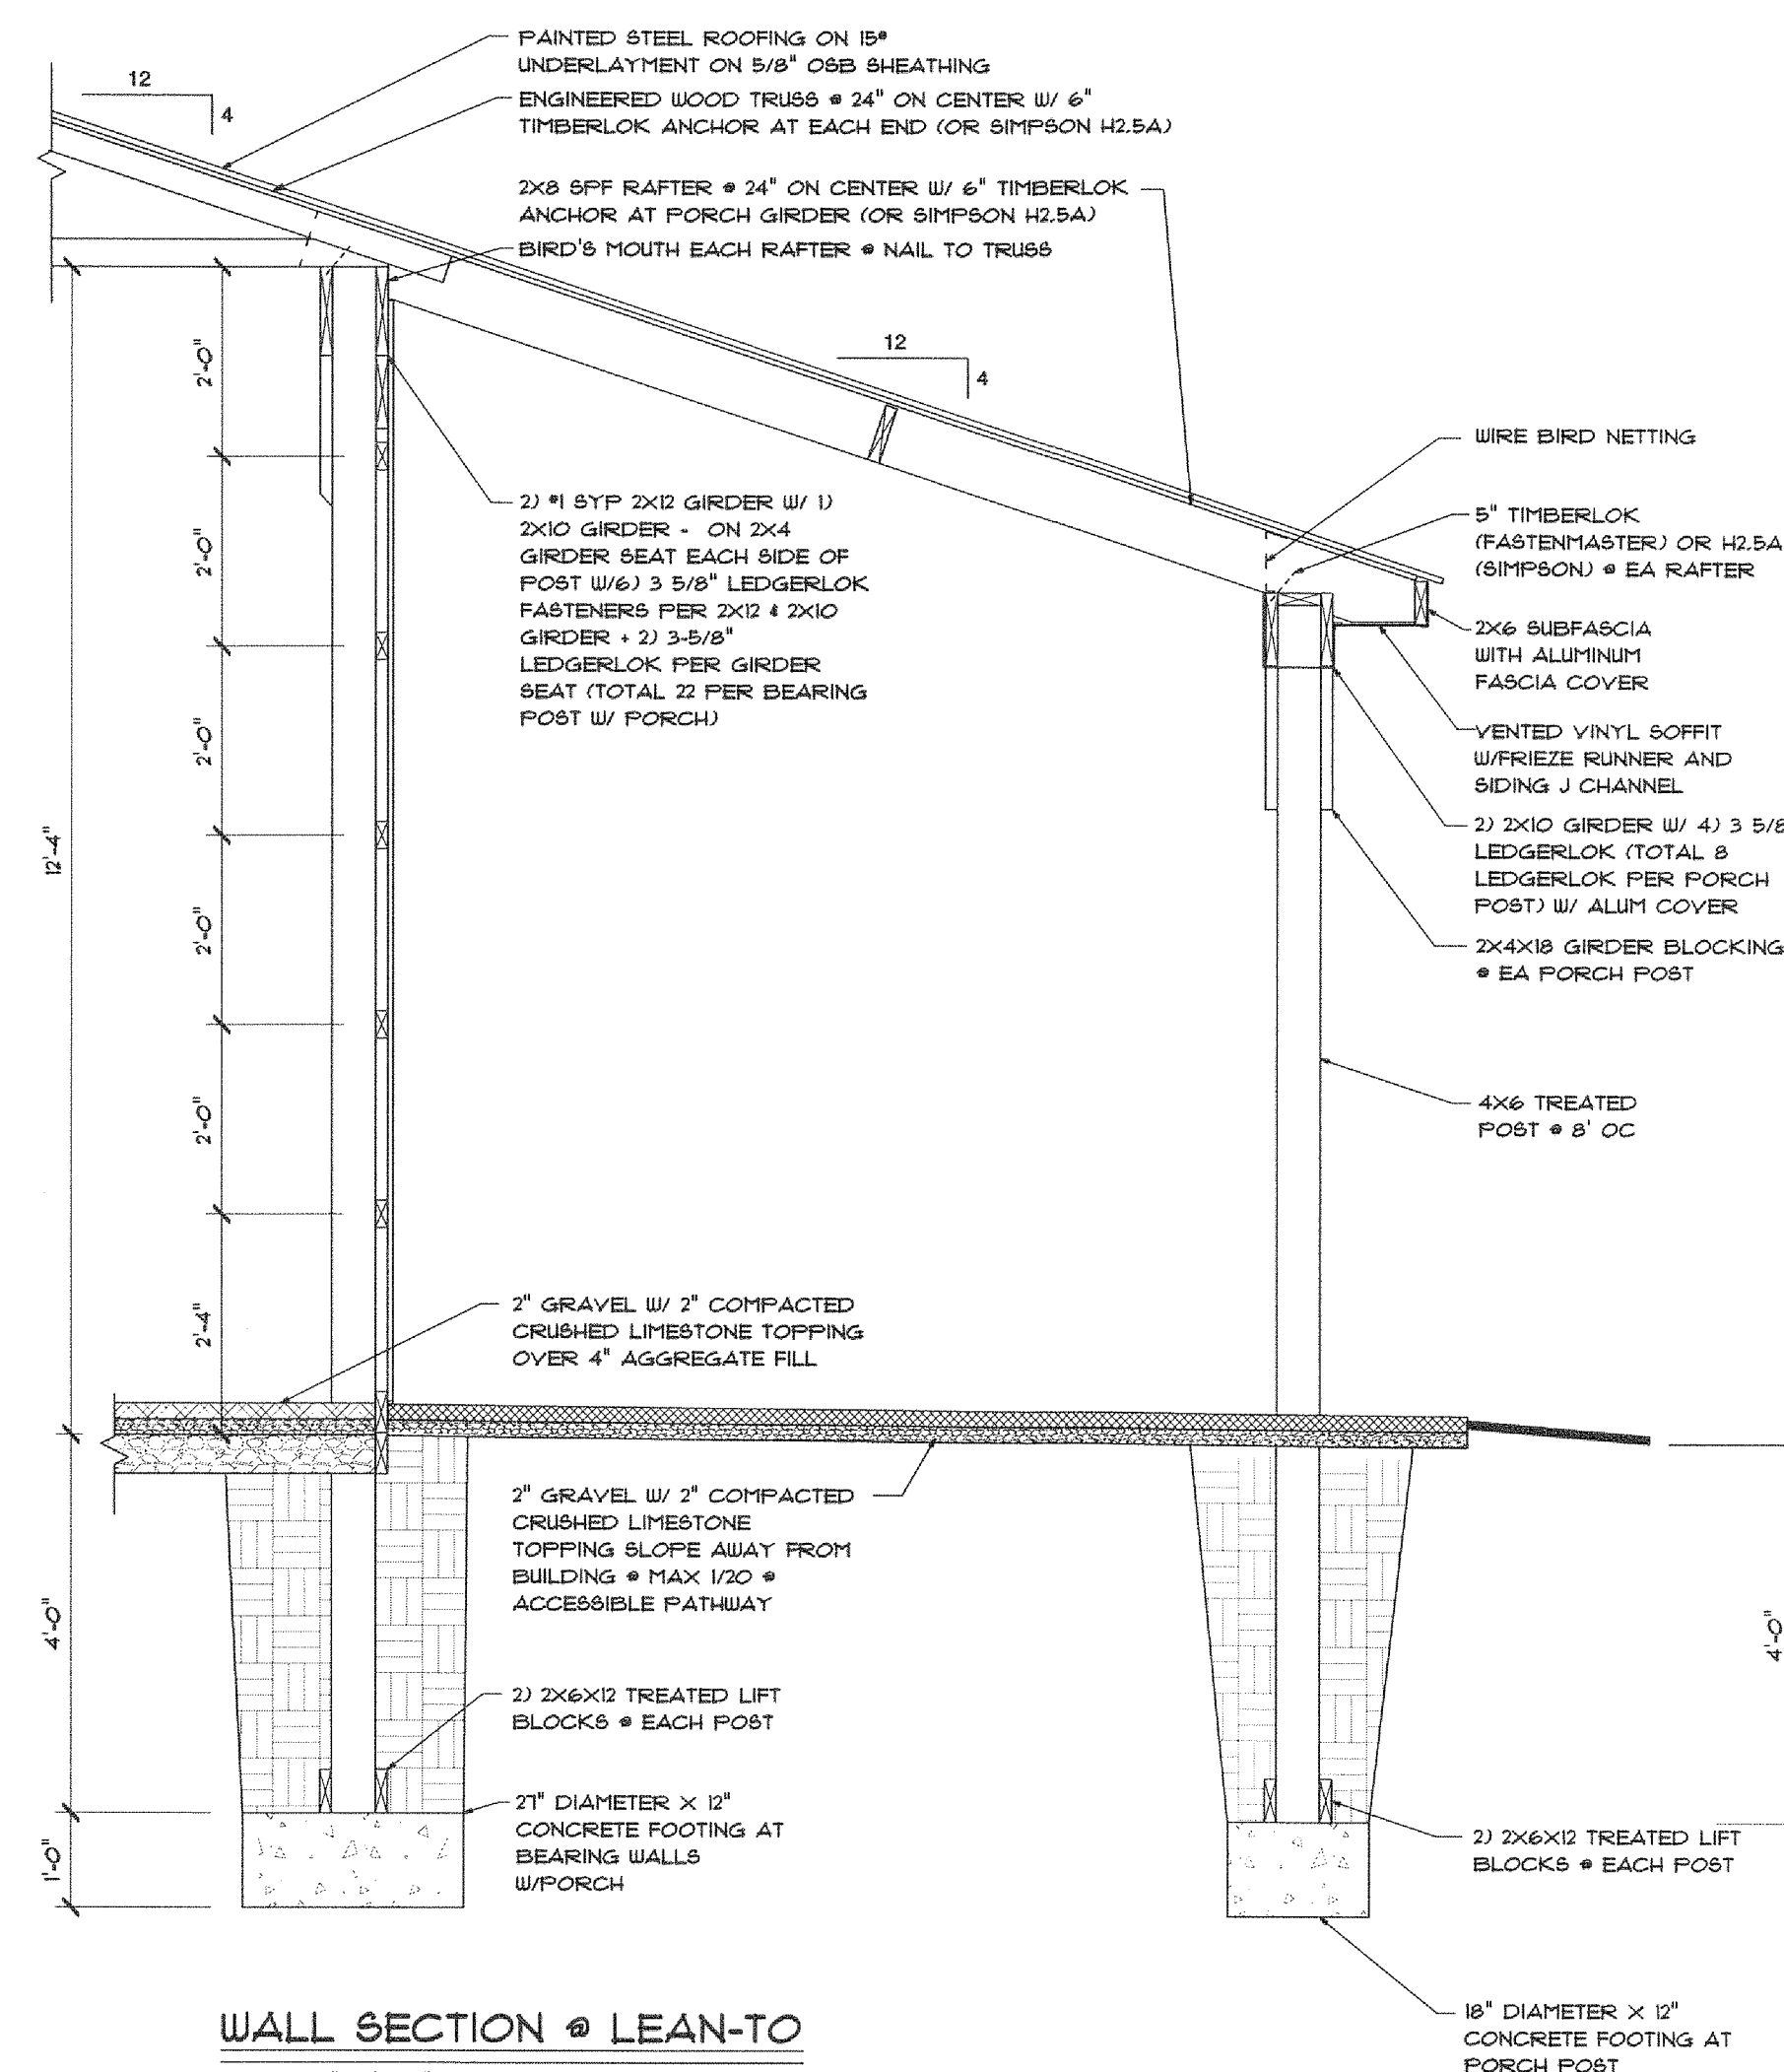 PAINTED STEEL ROOFING ON 15#
UNDERLAYMENT ON 5/8" OSB SHEATHING
ENGINEERED WOOD TRUSS @ 24" ON CENTER W/ 6"
TIMBERLOK ANCHOR AT EACH END (OR SIMPSON H2.5A)
2X8 SPF RAFTER @ 24" ON CENTER W/ 6" TIMBERLOK
ANCHOR AT PORCH GIRDER (OR SIMPSON H2.5A)
BIRD'S MOUTH EACH RAFTER @ NAIL TO TRUSS
12
4
12
4
WIRE BIRD NETTING
5" TIMBERLOK
(FASTENMASTER) OR H2.5A
(SIMPSON) @ EA RAFTER
2X6 SUBFASCIA
WITH ALUMINUM
FASCIA COVER
VENTED VINYL SOFFIT
W/FRIEZE RUNNER AND
SIDING J CHANNEL
2) 2X10 GIRDER W/ 4) 3 5/8
LEDGERLOK (TOTAL 8
LEDGERLOK PER PORCH
POST) W/ ALUM COVER
2X4X18 GIRDER BLOCKING
@ EA PORCH POST
2) #1 SYP 2X12 GIRDER W/ 1)
2X10 GIRDER - ON 2X4
GIRDER SEAT EACH SIDE OF
POST W/6) 3 5/8" LEDGERLOK
FASTENERS PER 2X12 & 2X10
GIRDER + 2) 3-5/8"
LEDGERLOK PER GIRDER
SEAT (TOTAL 22 PER BEARING
POST W/ PORCH)
2'-0"
2'-0"
2'-0"
2'-0"
2'-0"
2'-4"
12'-4"
4'-0"
1'-0"
4X6 TREATED
POST @ 8' OC
2" GRAVEL W/ 2" COMPACTED
CRUSHED LIMESTONE TOPPING
OVER 4" AGGREGATE FILL
2" GRAVEL W/ 2" COMPACTED
CRUSHED LIMESTONE
TOPPING SLOPE AWAY FROM
BUILDING @ MAX 1/20 @
ACCESSIBLE PATHWAY
4'-0"
2) 2X6X12 TREATED LIFT
BLOCKS @ EACH POST
27" DIAMETER X 12"
CONCRETE FOOTING AT
BEARING WALLS
W/PORCH
2) 2X6X12 TREATED LIFT
BLOCKS @ EACH POST
18" DIAMETER X 12"
CONCRETE FOOTING AT
PORCH POST
WALL SECTION @ LEAN-TO